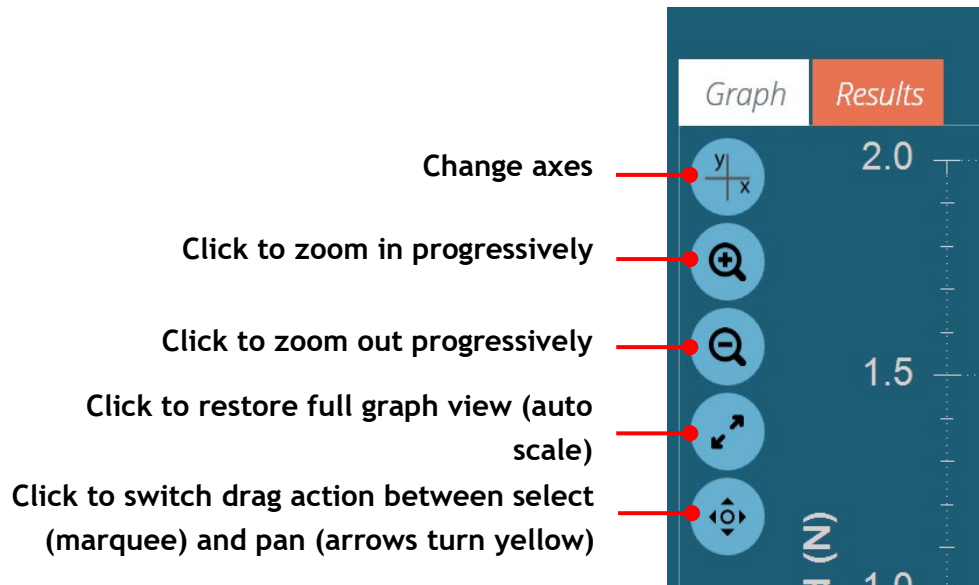 Graph Results
Change axes
y
x
2.0
Click to zoom in progressively
Click to zoom out progressively
1.5
Click to restore full graph view (auto
scale)
Click to switch drag action between select
(marquee) and pan (arrows turn yellow)
(N)
1.0